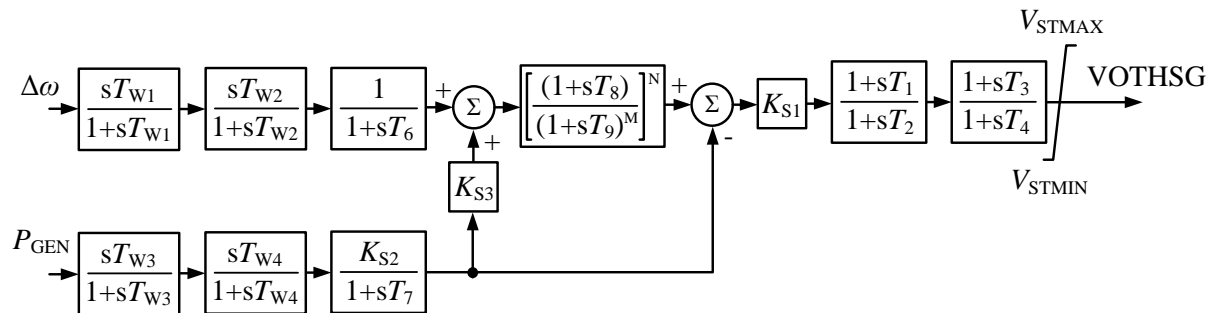 V_STMAX
Δω sT_W1 sT_W2 1 + Σ [ (1+sT_8) ]^N + Σ K_S1 1+sT_1 1+sT_3 VOTHSG
1+sT_W1 1+sT_W2 1+sT_6 (1+sT_9)^M 1+sT_2 1+sT_4
+ -
V_STMIN
K_S3
P_GEN sT_W3 sT_W4 K_S2
1+sT_W3 1+sT_W4 1+sT_7